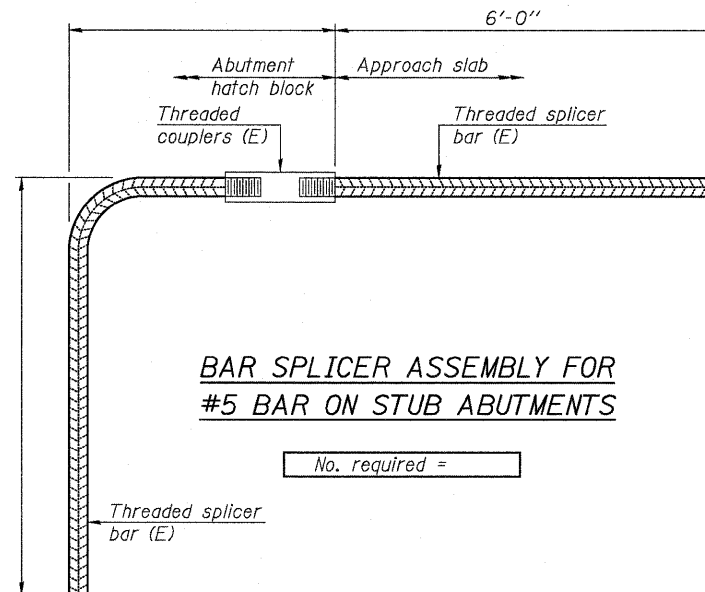 6'-0"
Abutment
hatch block
Approach slab
Threaded
couplers (E)
Threaded splicer
bar (E)
BAR SPLICER ASSEMBLY FOR
#5 BAR ON STUB ABUTMENTS
No. required =
Threaded splicer
bar (E)